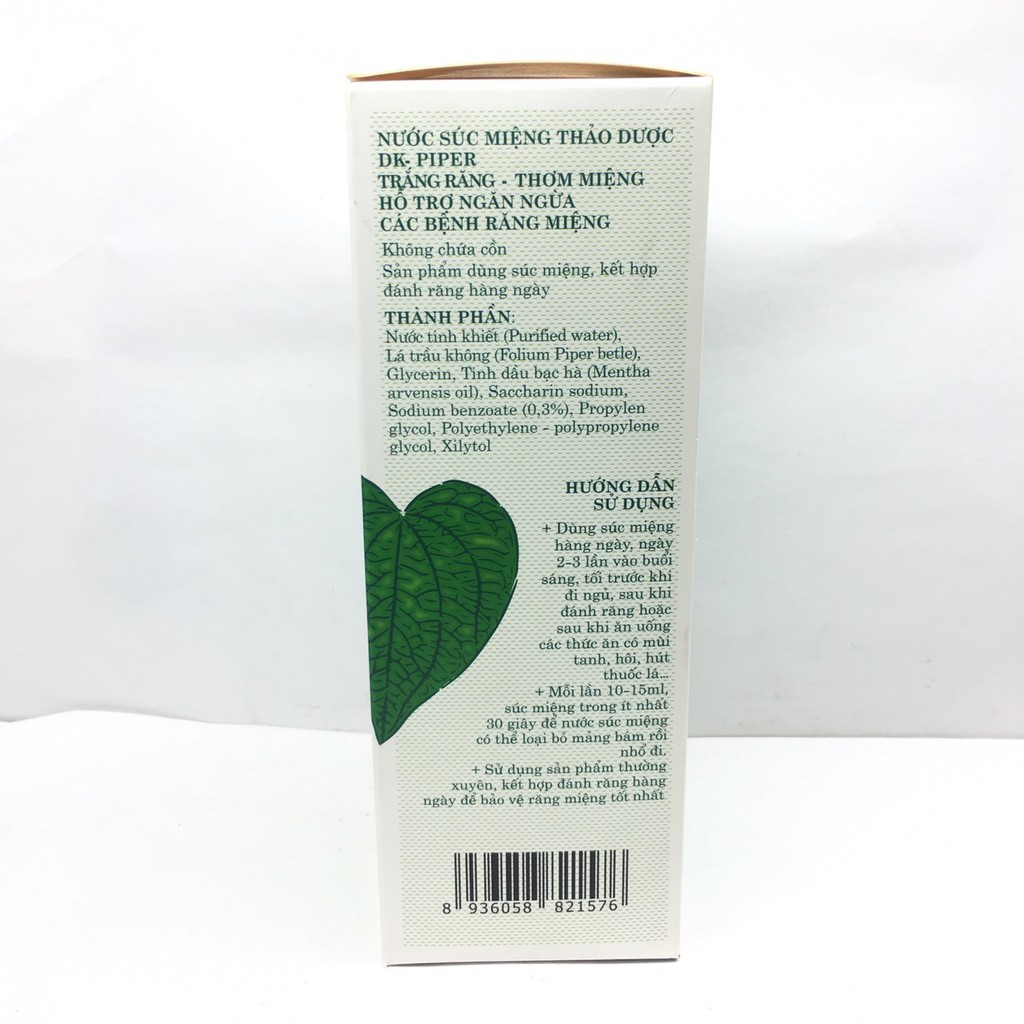 NƯỚC SÚC MIỆNG THẢO DƯỢC
DK- PIPER
TRẮNG RĂNG - THƠM MIỆNG
HỖ TRỢ NGĂN NGỪA
CÁC BỆNH RĂNG MIỆNG
Không chứa cồn
Sản phẩm dùng súc miệng, kết hợp
đánh răng hàng ngày
THÀNH PHẦN:
Nước tinh khiết (Purified water),
Lá trầu không (Folium Piper betle),
Glycerin, Tinh dầu bạc hà (Mentha
arvensis oil), Saccharin sodium,
Sodium benzoate (0,3%), Propylen
glycol, Polyethylene - polypropylene
glycol, Xilytol
HƯỚNG DẪN
SỬ DỤNG
+ Dùng súc miệng
hàng ngày, ngày
2-3 lần vào buổi
sáng, tối trước khi
đi ngủ, sau khi
đánh răng hoặc
sau khi ăn uống
các thức ăn có mùi
tanh, hôi, hút
thuốc lá...
+ Mỗi lần 10-15ml,
súc miệng trong ít nhất
30 giây để nước súc miệng
có thể loại bỏ mảng bám rồi
nhổ đi.
+ Sử dụng sản phẩm thường
xuyên, kết hợp đánh răng hàng
ngày để bảo vệ răng miệng tốt nhất
8 936058 821576